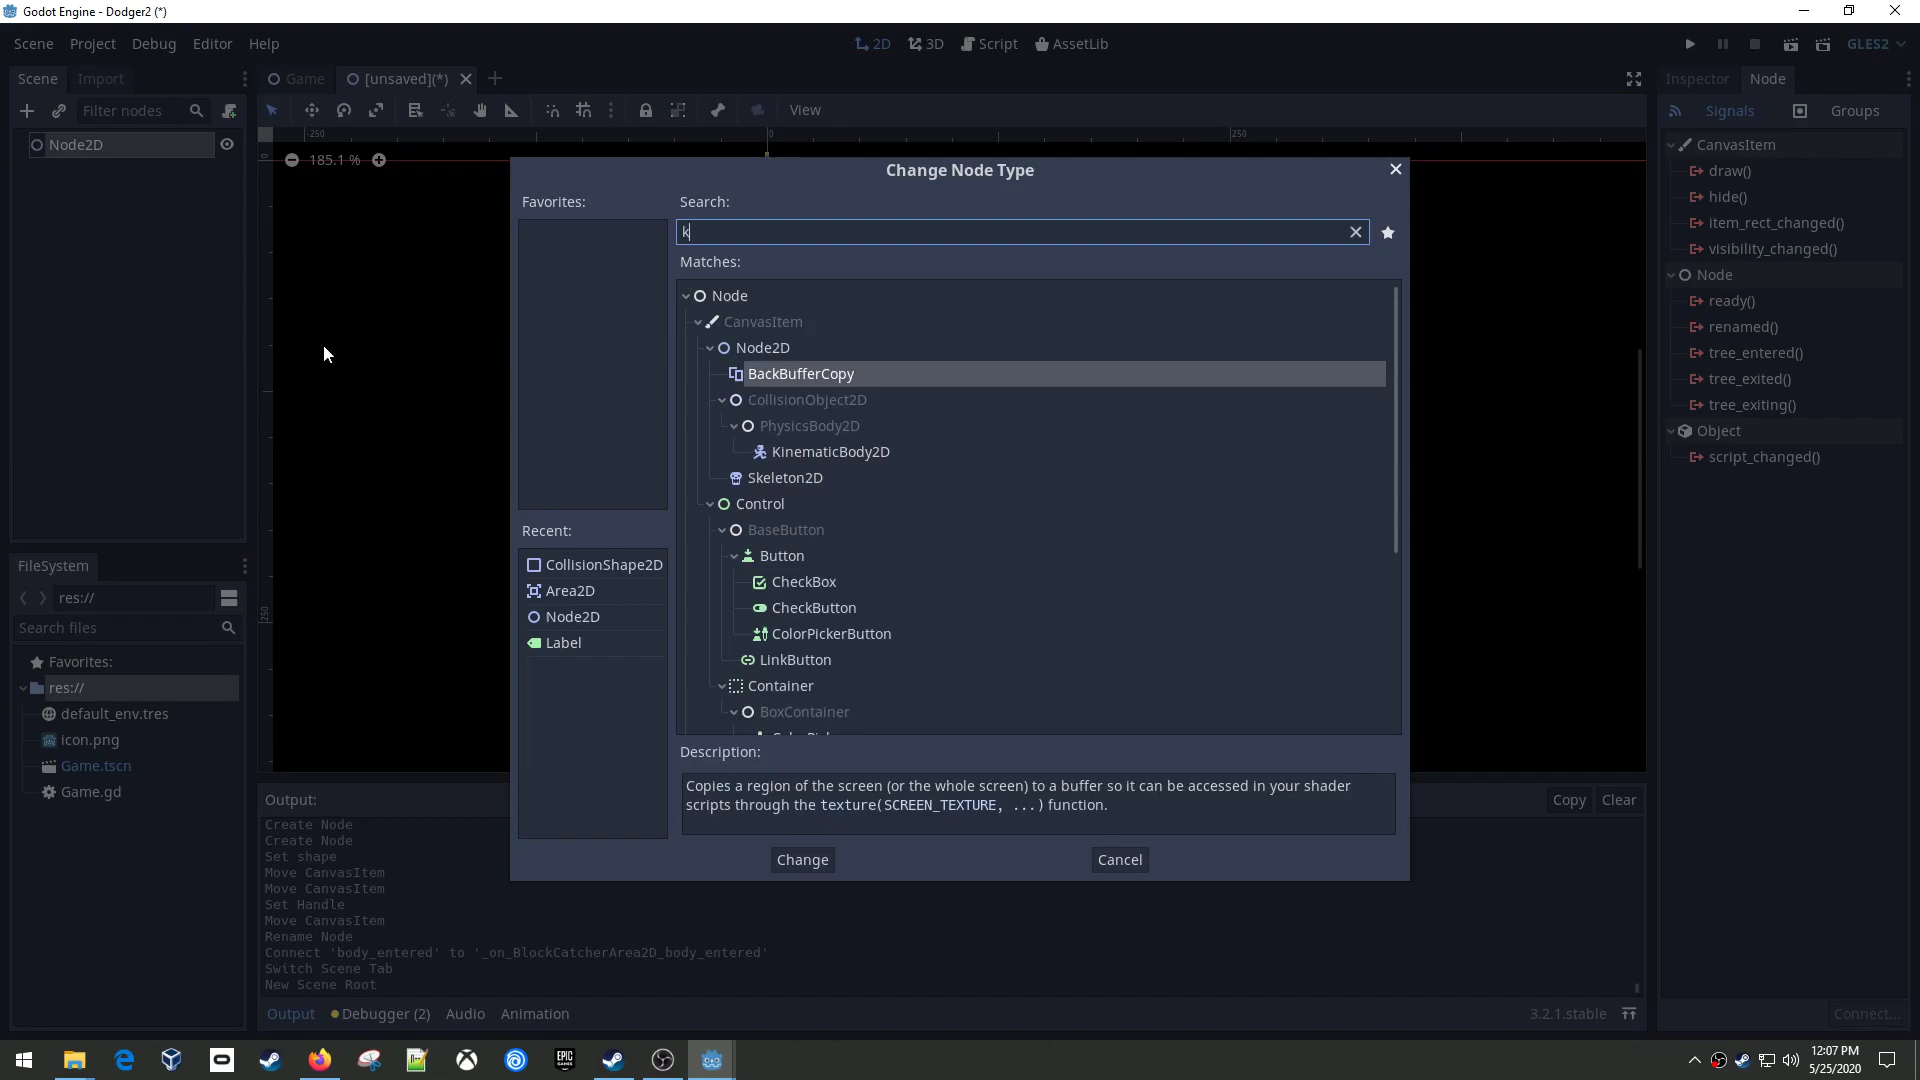 Godot Engine - Dodger2 (*)
Scene Project Debug Editor Help
2D 3D Script AssetLib
GLES2
Scene Import
Game [unsaved](*)
Inspector Node
Filter nodes
View
Signals Groups
-250 0 250
Node2D
185.1 %
250
Change Node Type
Favorites:
Search:
k
Matches:
Node
CanvasItem
Node2D
BackBufferCopy
CollisionObject2D
PhysicsBody2D
KinematicBody2D
Skeleton2D
Control
BaseButton
Button
CheckBox
CheckButton
ColorPickerButton
LinkButton
Container
BoxContainer
Recent:
CollisionShape2D
Area2D
Node2D
Label
Description:
Copies a region of the screen (or the whole screen) to a buffer so it can be accessed in your shader
scripts through the texture(SCREEN_TEXTURE, ...) function.
Change Cancel
CanvasItem
draw()
hide()
item_rect_changed()
visibility_changed()
Node
ready()
renamed()
tree_entered()
tree_exited()
tree_exiting()
Object
script_changed()
FileSystem
res://
Search files
Favorites:
res://
default_env.tres
icon.png
Game.tscn
Game.gd
Output:
Copy Clear
Create Node
Create Node
Set shape
Move CanvasItem
Move CanvasItem
Set Handle
Move CanvasItem
Rename Node
Connect 'body_entered' to '_on_BlockCatcherArea2D_body_entered'
Switch Scene Tab
New Scene Root
Output Debugger (2) Audio Animation
3.2.1.stable
Connect...
EPIC GAMES
12:07 PM
5/25/2020